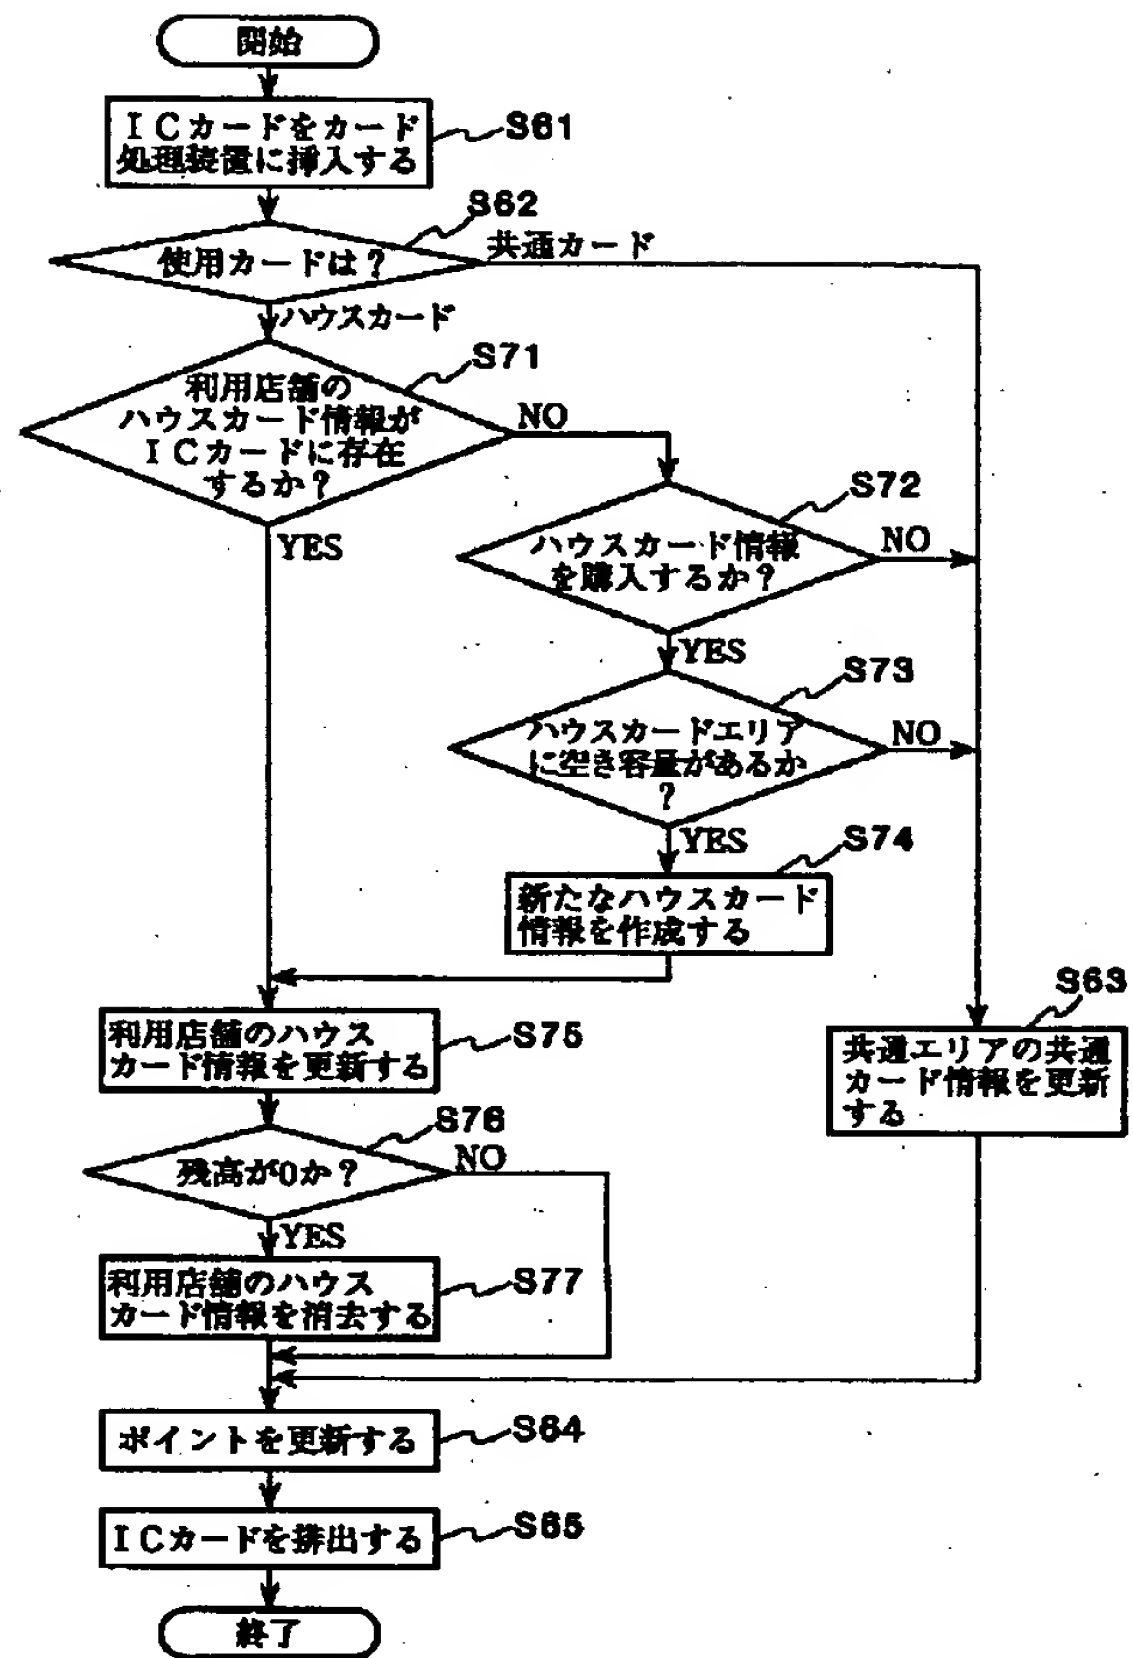 開始
ＩＣカードをカード
処理装置に挿入する
S61
S62
使用カードは？
共通カード
ハウスカード
S71
利用店舗の
ハウスカード情報が
ＩＣカードに存在
するか？
NO
YES
S72
ハウスカード情報
を購入するか？
NO
YES
S73
ハウスカードエリア
に空き容量があるか
？
NO
YES
S74
新たなハウスカード
情報を作成する
S63
共通エリアの共通
カード情報を更新
する
S75
利用店舗のハウス
カード情報を更新する
S76
残高が0か？
NO
YES
S77
利用店舗のハウス
カード情報を消去する
S64
ポイントを更新する
S65
ＩＣカードを排出する
終了